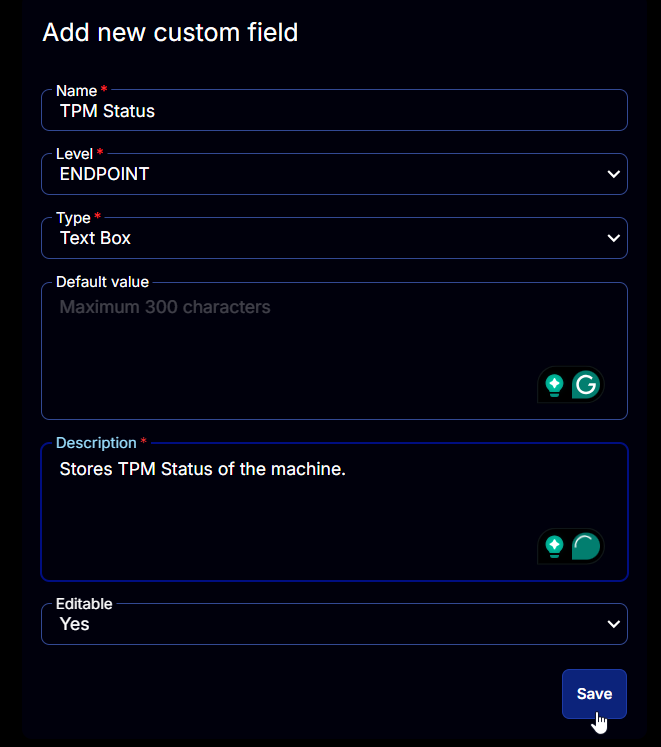 Add new custom field
Name *
TPM Status
Level *
ENDPOINT
Type *
Text Box
Default value
Maximum 300 characters
Description *
Stores TPM Status of the machine.
Editable
Yes
Save